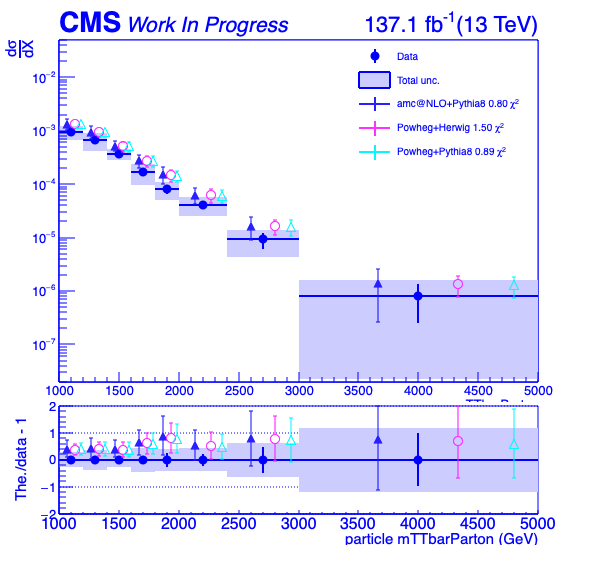 CMS Work In Progress 137.1 fb⁻¹(13 TeV)
dσ
dX
Data
Total unc.
amc@NLO+Pythia8 0.80 χ²
Powheg+Herwig 1.50 χ²
Powheg+Pythia8 0.89 χ²
10⁻²
10⁻³
10⁻⁴
10⁻⁵
10⁻⁶
10⁻⁷
1000 1500 2000 2500 3000 3500 4000 4500 5000
The./data - 1
2
1
0
−1
−2
1000 1500 2000 2500 3000 3500 4000 4500 5000
particle mTTbarParton (GeV)